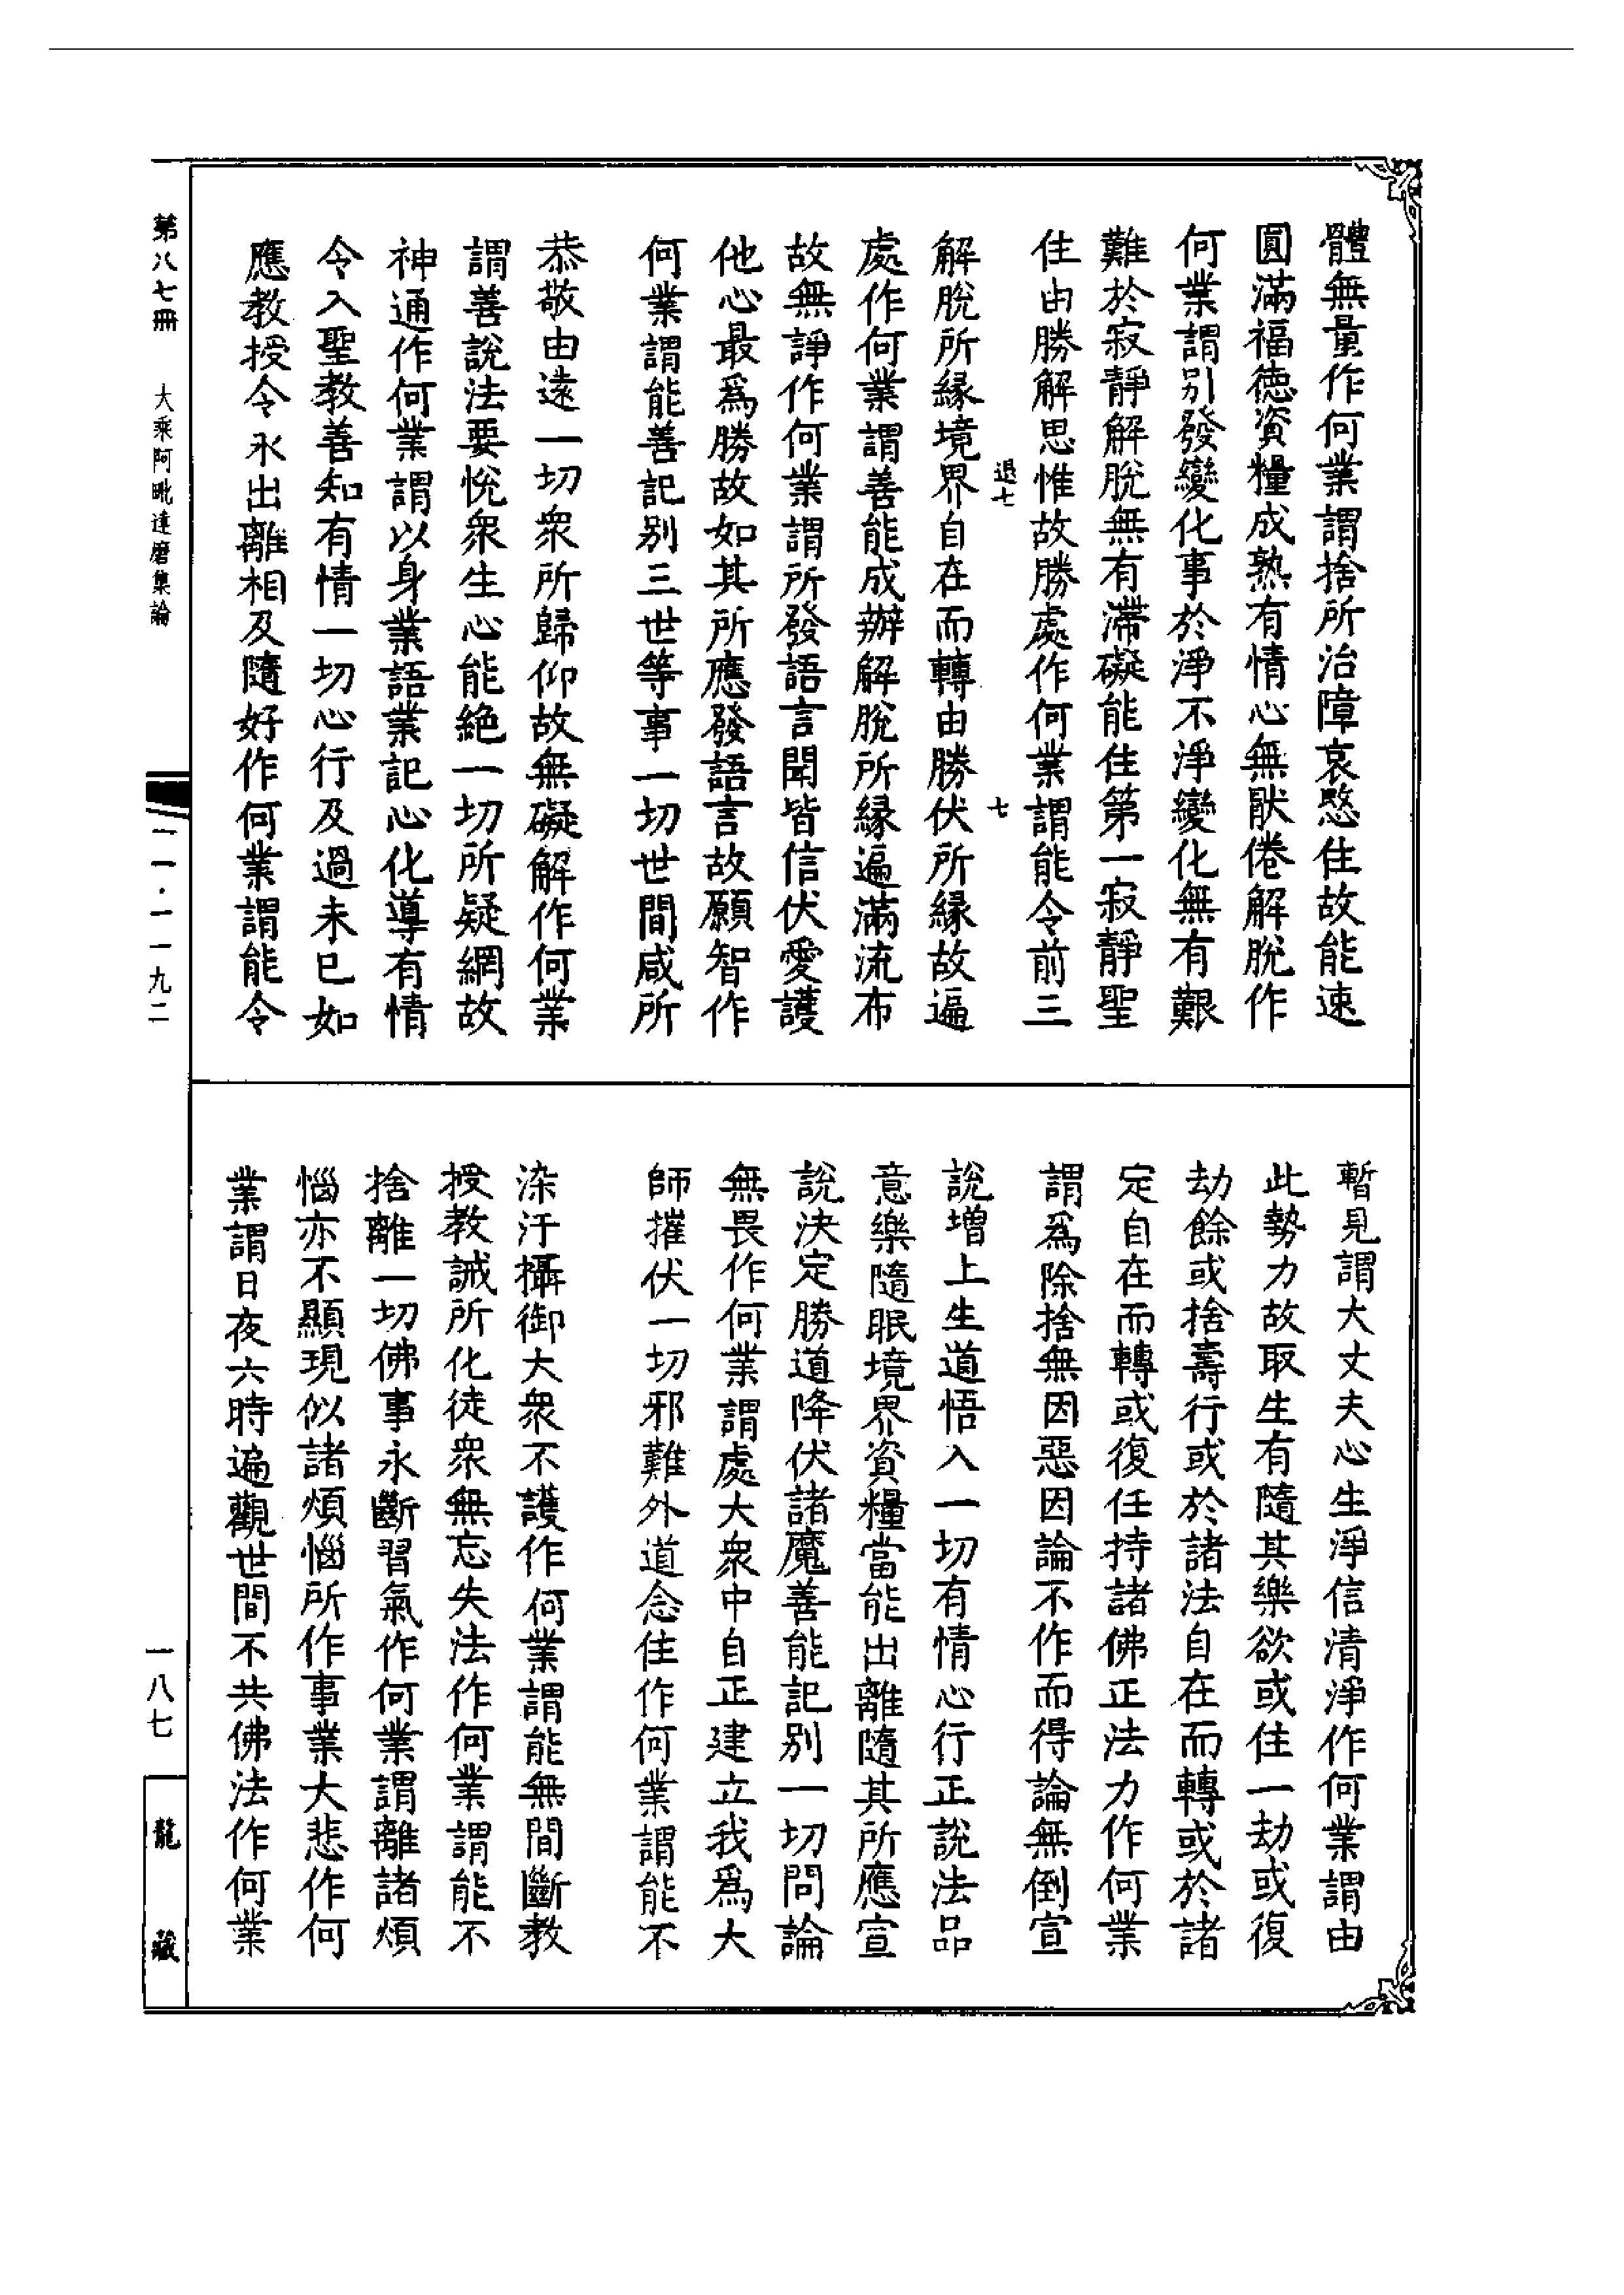 體無量作何業謂捨所治障哀愍住故能速
圓滿福德資糧成熟有情心無猒倦解脫作
何業謂別發變化事於淨不淨變化無有艱
難於寂靜解脫無有滯礙能住第一寂靜聖
住由勝解思惟故勝處作何業謂能令前三
退七
七
解脫所緣境界自在而轉由勝伏所緣故遍
處作何業謂善能成辦解脫所緣遍滿流布
故無諍作何業謂所發語言聞皆信伏愛護
他心最為勝故如其所應發語言故願智作
何業謂能善記別三世等事一切世間咸所
恭敬由遠一切眾所歸仰故無礙解作何業
謂善說法要悅眾生心能絕一切所疑網故
神通作何業謂以身業語業記心化導有情
令入聖教善知有情一切心行及過未已如
應教授令永出離相及隨好作何業謂能令
暫見謂大丈夫心生淨信清淨作何業謂由
此勢力故取生有隨其樂欲或住一劫或復
劫餘或捨壽行或於諸法自在而轉或於諸
定自在而轉或復任持諸佛正法力作何業
謂為除捨無因惡因論不作而得論無倒宣
說增上生道悟入一切有情心行正說法品
意樂隨眠境界資糧當能出離隨其所應宣
說決定勝道降伏諸魔善能記別一切問論
無畏作何業謂處大眾中自正建立我為大
師摧伏一切邪難外道念住作何業謂能不
染汙攝御大眾不護作何業謂能無間斷教
授教誡所化徒眾無忘失法作何業謂能不
捨離一切佛事永斷習氣作何業謂離諸煩
惱亦不顯現似諸煩惱所作事業大悲作何
業謂日夜六時遍觀世間不共佛法作何業
第八七冊 大乘阿毗達磨集論
一一一·一一九二
一八七
龍藏